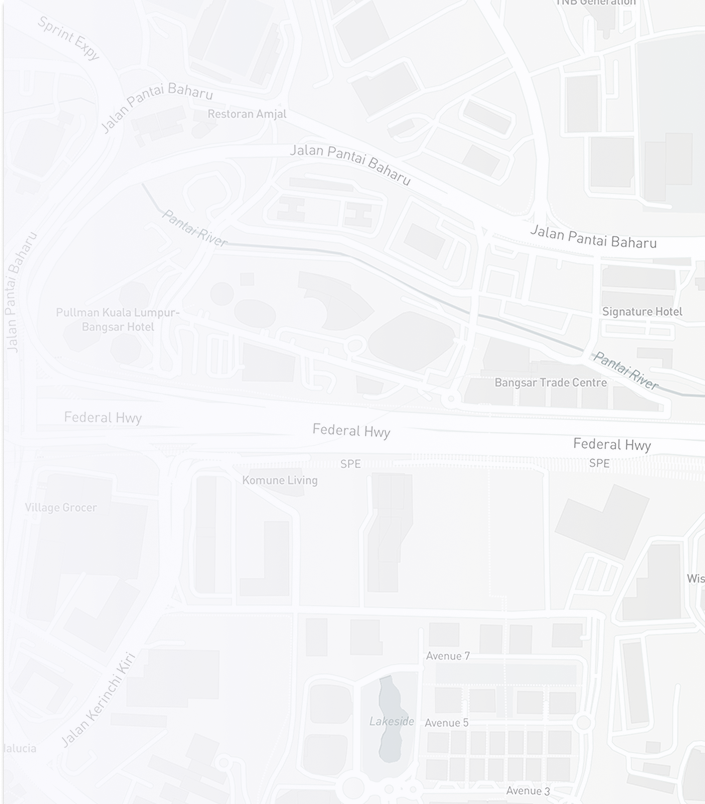 TNB Generation
Sprint Expy
Jalan Pantai Baharu
Restoran Amjal
Jalan Pantai Baharu
Pantai River
Jalan Pantai Baharu
Jalan Pantai Baharu
Pullman Kuala Lumpur-
Bangsar Hotel
Signature Hotel
Pantai River
Bangsar Trade Centre
Federal Hwy
Federal Hwy
Federal Hwy
SPE
SPE
Komune Living
Village Grocer
Wis
Avenue 7
Jalan Kerinchi Kiri
Lakeside
Avenue 5
lalucia
Avenue 3